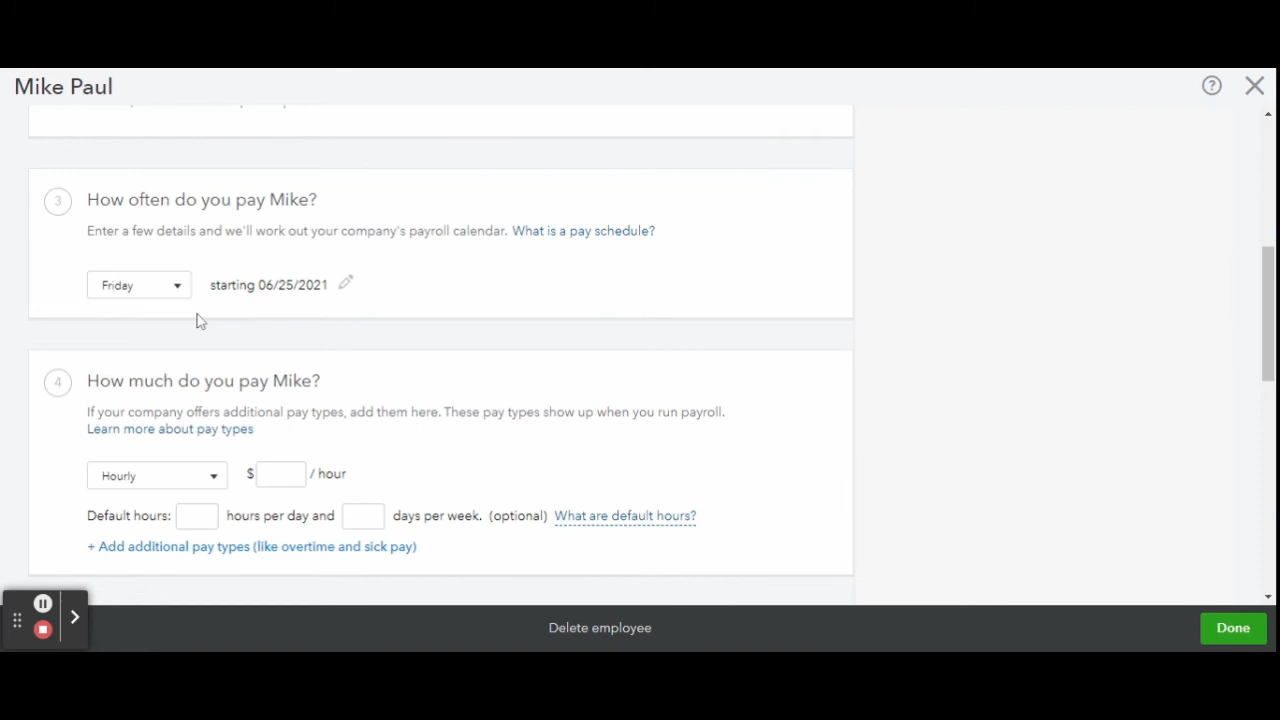 Mike Paul
3 How often do you pay Mike?
Enter a few details and we'll work out your company's payroll calendar. What is a pay schedule?
Friday starting 06/25/2021
4 How much do you pay Mike?
If your company offers additional pay types, add them here. These pay types show up when you run payroll.
Learn more about pay types
Hourly $ / hour
Default hours: hours per day and days per week. (optional) What are default hours?
+ Add additional pay types (like overtime and sick pay)
Delete employee
Done